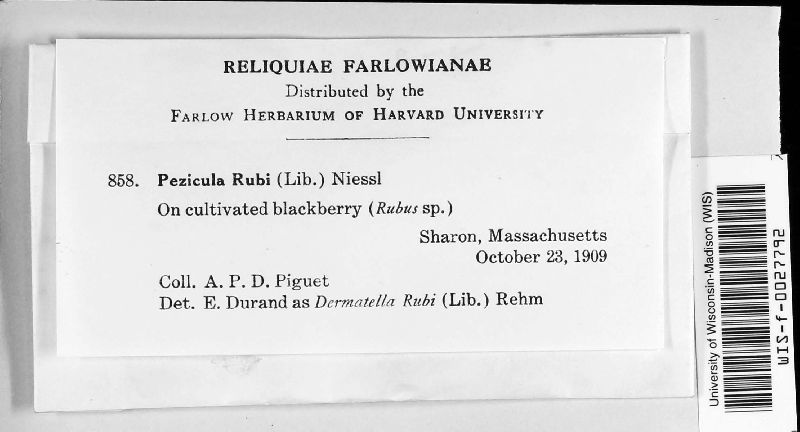 RELIQUIAE FARLOWIANAE
Distributed by the
FARLOW HERBARIUM OF HARVARD UNIVERSITY
858. Pezicula Rubi (Lib.) Niessl
On cultivated blackberry (Rubus sp.)
Sharon, Massachusetts
October 23, 1909
Coll. A. P. D. Piguet
Det. E. Durand as Dermatella Rubi (Lib.) Rehm
University of Wisconsin-Madison (WIS)
WIS-f-0027792